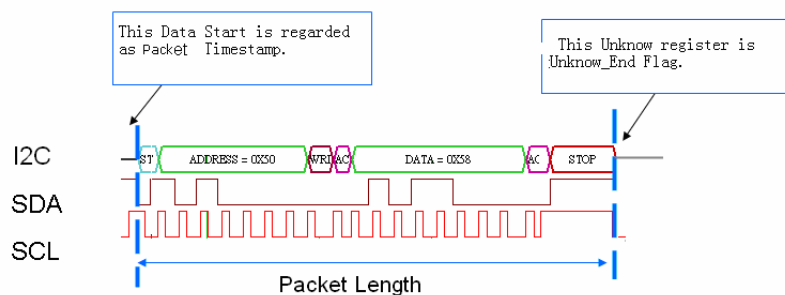 This Data Start is regarded
as Packet Timestamp.
This Unknow register is
Unknow_End Flag.
I2C
ST
ADDRESS = 0X50
WRI
AC
DATA = 0X58
AC
STOP
SDA
SCL
Packet Length